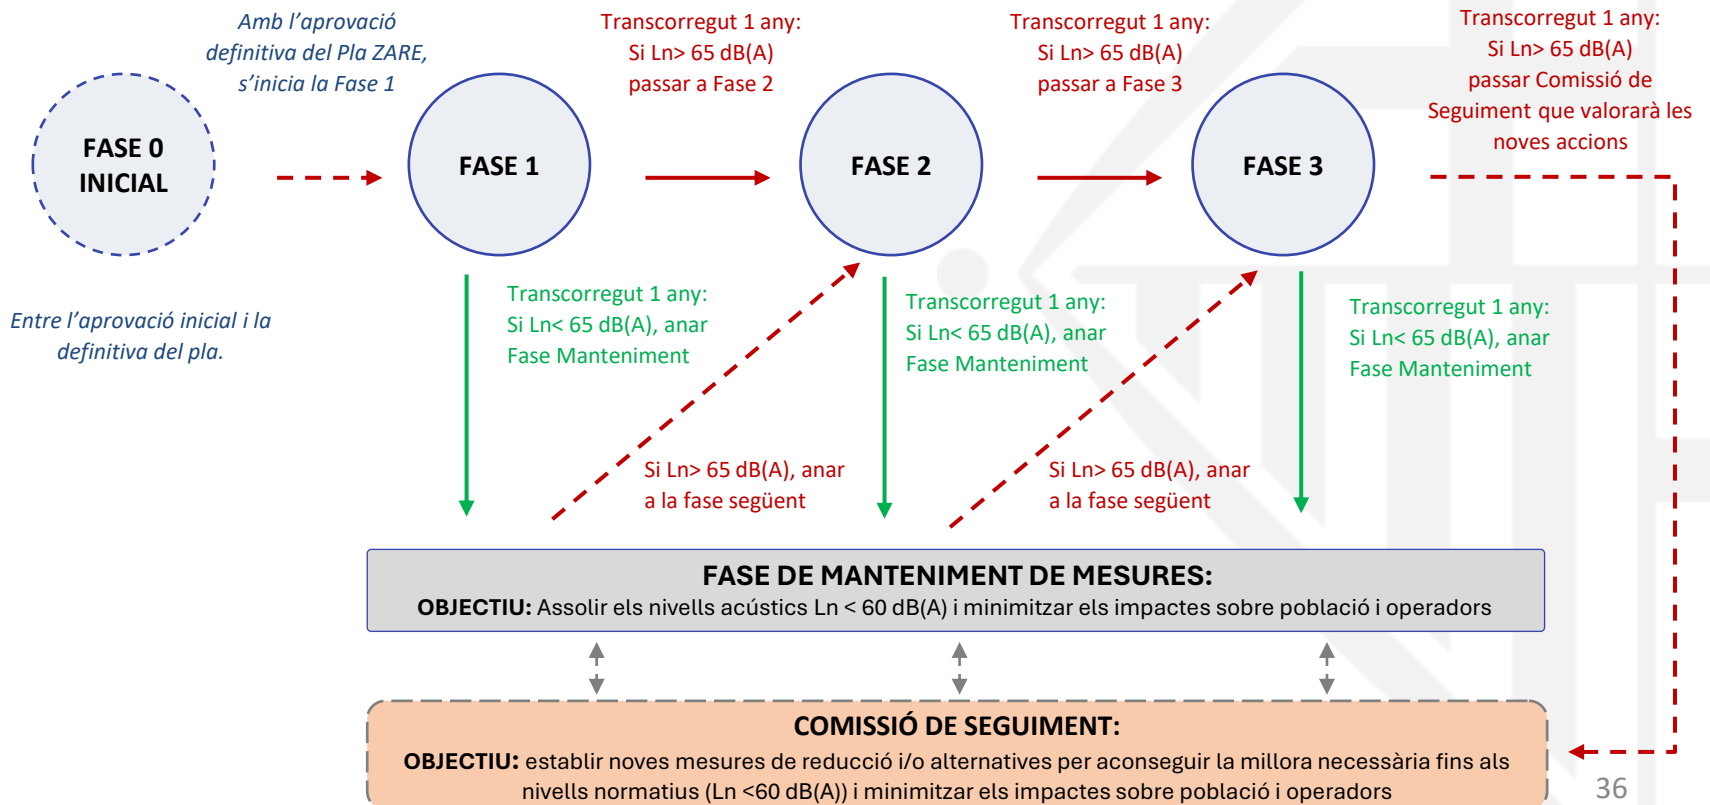 Amb l’aprovació
definitiva del Pla ZARE,
s’inicia la Fase 1
Transcorregut 1 any:
Si Ln> 65 dB(A)
passar a Fase 2
Transcorregut 1 any:
Si Ln> 65 dB(A)
passar a Fase 3
Transcorregut 1 any:
Si Ln> 65 dB(A)
passar Comissió de
Seguiment que valorarà les
noves accions
FASE 0
INICIAL
FASE 1
FASE 2
FASE 3
Entre l’aprovació inicial i la
definitiva del pla.
Transcorregut 1 any:
Si Ln< 65 dB(A), anar
Fase Manteniment
Transcorregut 1 any:
Si Ln< 65 dB(A), anar
Fase Manteniment
Transcorregut 1 any:
Si Ln< 65 dB(A), anar
Fase Manteniment
Si Ln> 65 dB(A), anar
a la fase següent
Si Ln> 65 dB(A), anar
a la fase següent
FASE DE MANTENIMENT DE MESURES:
OBJECTIU: Assolir els nivells acústics Ln < 60 dB(A) i minimitzar els impactes sobre població i operadors
COMISSIÓ DE SEGUIMENT:
OBJECTIU: establir noves mesures de reducció i/o alternatives per aconseguir la millora necessària fins als
nivells normatius (Ln <60 dB(A)) i minimitzar els impactes sobre població i operadors
36